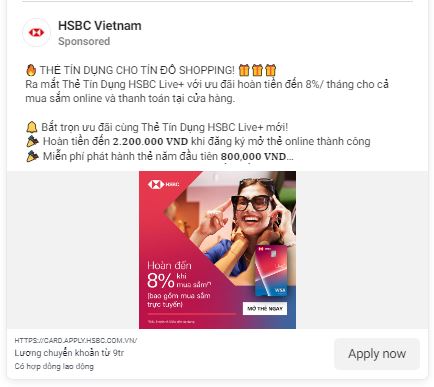 HSBC Vietnam
Sponsored
🔥 THẺ TÍN DỤNG CHO TÍN ĐỒ SHOPPING! 🎁🎁🎁
Ra mắt Thẻ Tín Dụng HSBC Live+ với ưu đãi hoàn tiền đến 8%/ tháng cho cả
mua sắm online và thanh toán tại cửa hàng.
🔔 Bắt trọn ưu đãi cùng Thẻ Tín Dụng HSBC Live+ mới!
🎉 Hoàn tiền đến 2.200.000 VND khi đăng ký mở thẻ online thành công
🎉 Miễn phí phát hành thẻ năm đầu tiên 800,000 VND...
HSBC
Hoàn đến
8% khi
mua sắm
(bao gồm mua sắm
trực tuyến)
VISA
MỞ THẺ NGAY
HTTPS://CARD.APPLY.HSBC.COM.VN/
Lương chuyển khoản từ 9tr
Có hợp đồng lao động
Apply now